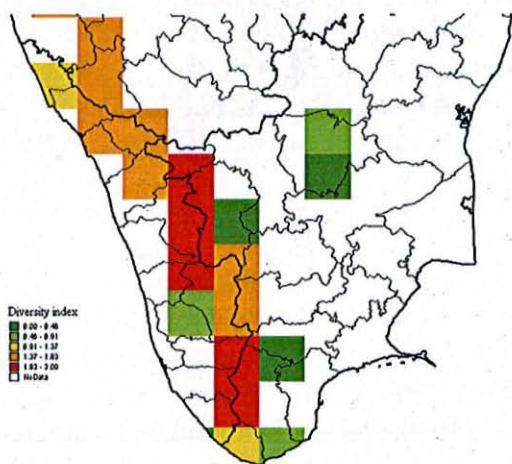 Diversity index
0.00 - 0.46
0.46 - 0.91
0.91 - 1.37
1.37 - 1.83
1.83 - 3.00
No Data